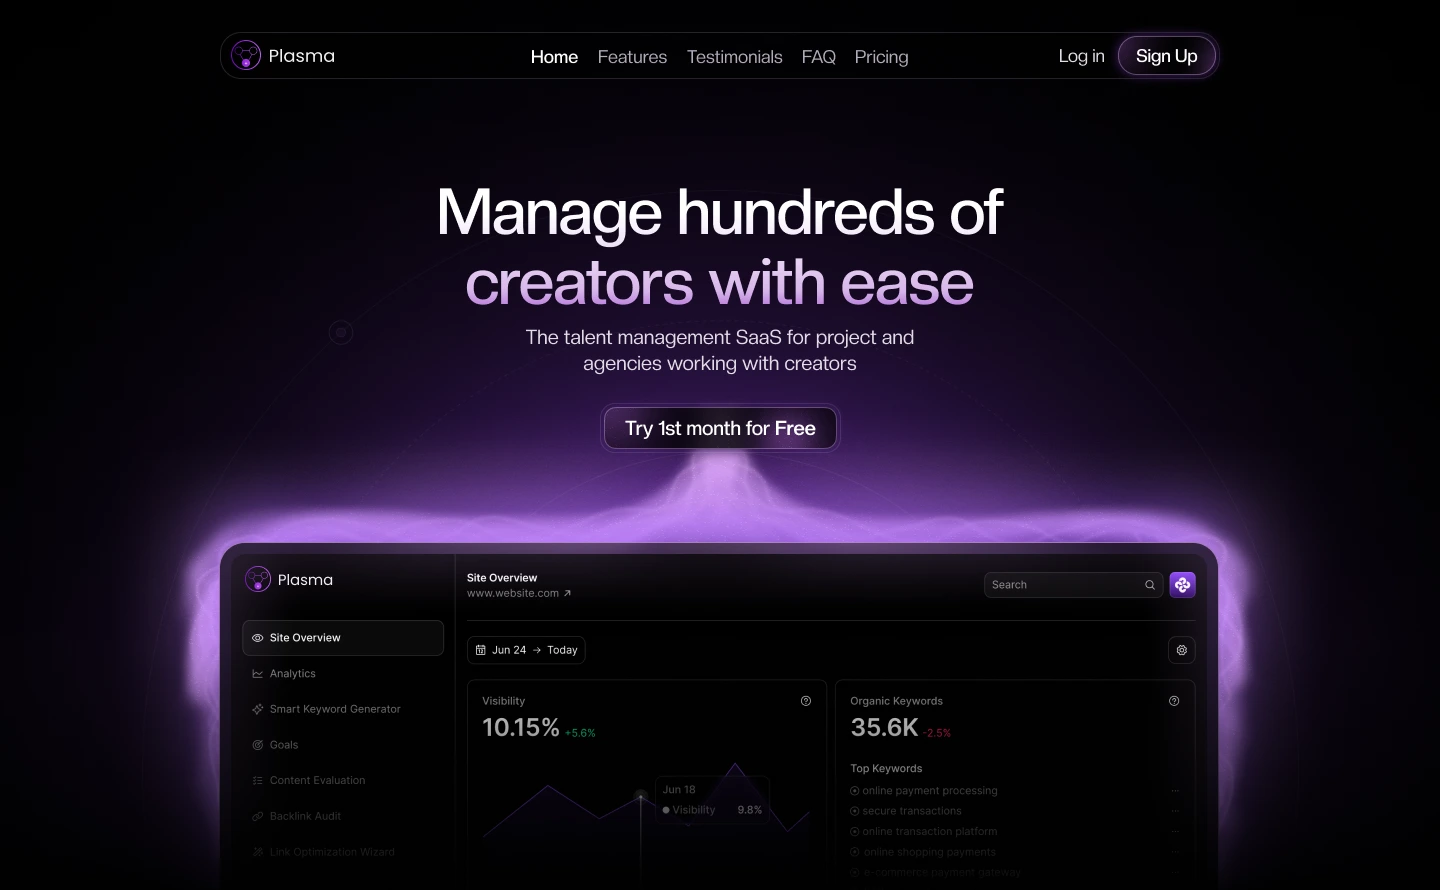 Plasma
Home Features Testimonials FAQ Pricing
Log in Sign Up
Manage hundreds of
creators with ease
The talent management SaaS for project and
agencies working with creators
Try 1st month for Free
Plasma
Site Overview
www.website.com
Search
Site Overview
Analytics
Smart Keyword Generator
Goals
Content Evaluation
Backlink Audit
Link Optimization Wizard
Jun 24 → Today
Visibility
10.15% +5.6%
Jun 18
Visibility 9.8%
Organic Keywords
35.6K -2.5%
Top Keywords
online payment processing
secure transactions
online transaction platform
online shopping payments
e-commerce payment gateway